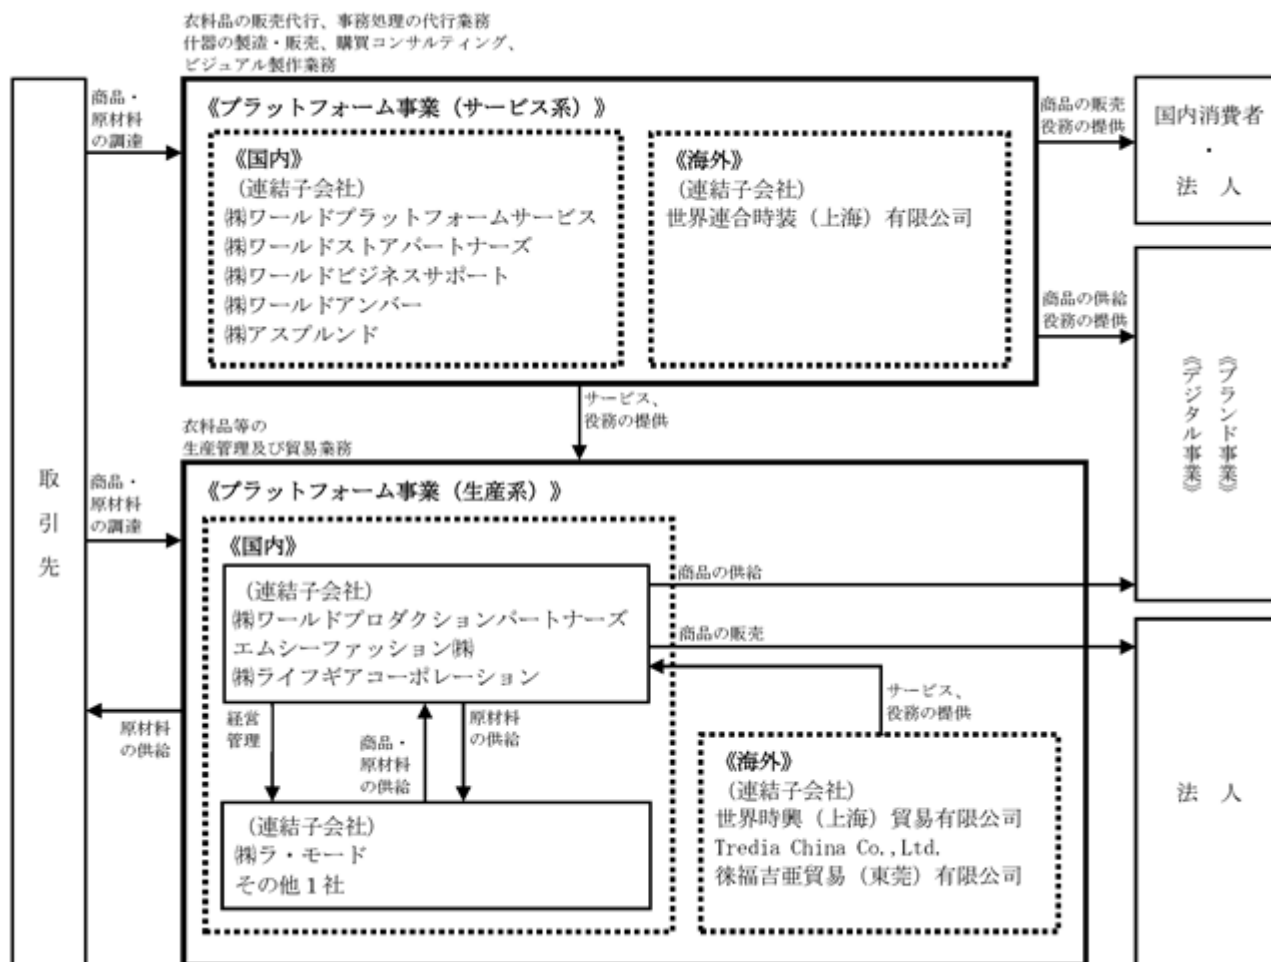 衣料品の販売代行、事務処理の代行業務
什器の製造・販売、購買コンサルティング、
ビジュアル製作業務
商品・
原材料
の調達
《プラットフォーム事業（サービス系）》
《国内》
（連結子会社）
㈱ワールドプラットフォームサービス
㈱ワールドストアパートナーズ
㈱ワールドビジネスサポート
㈱ワールドアンバー
㈱アスプルンド
《海外》
（連結子会社）
世界連合時装（上海）有限公司
商品の販売
役務の提供
国内消費者
・
法　人
商品の供給
役務の提供
《ブランド事業》
《デジタル事業》
サービス、
役務の提供
衣料品等の
生産管理及び貿易業務
取引先
商品・
原材料
の調達
《プラットフォーム事業（生産系）》
《国内》
（連結子会社）
㈱ワールドプロダクションパートナーズ
エムシーファッション㈱
㈱ライフギアコーポレーション
商品の供給
商品の販売
サービス、
役務の提供
原材料
の供給
経営
管理
商品・
原材料
の供給
原材料
の供給
（連結子会社）
㈱ラ・モード
その他１社
《海外》
（連結子会社）
世界時興（上海）貿易有限公司
Tredia China Co.,Ltd.
徠福吉亜貿易（東莞）有限公司
法　人